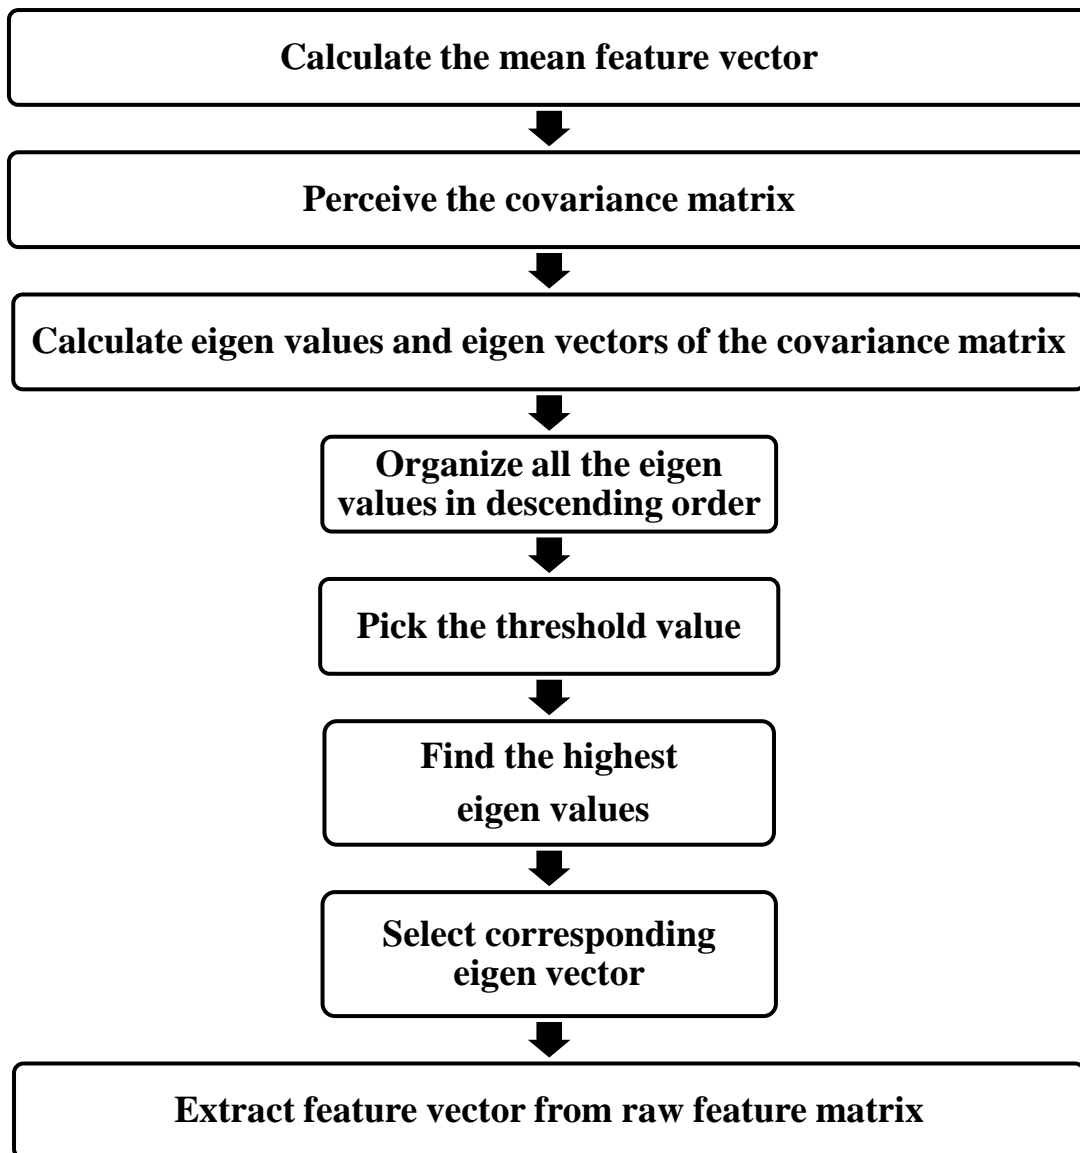 Calculate the mean feature vector
Perceive the covariance matrix
Calculate eigen values and eigen vectors of the covariance matrix
Organize all the eigen
values in descending order
Pick the threshold value
Find the highest
eigen values
Select corresponding
eigen vector
Extract feature vector from raw feature matrix